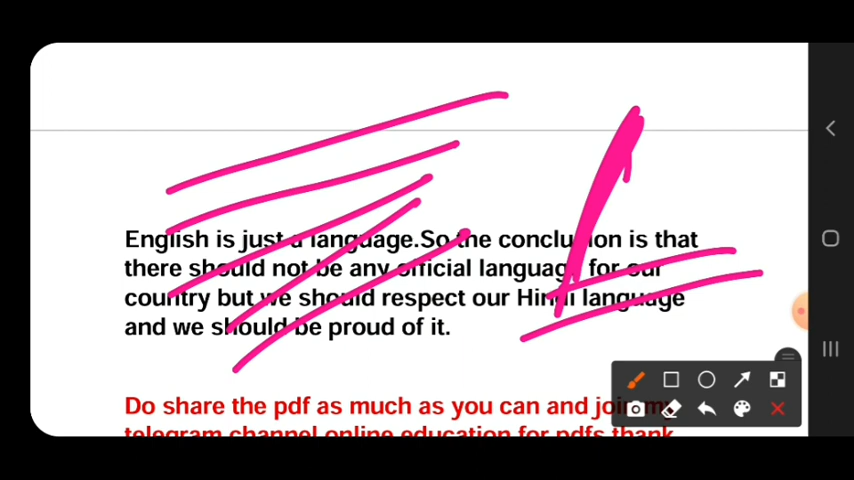 English is just a language.So the conclusion is that
there should not be any official language for our
country but we should respect our Hindi language
and we should be proud of it.
Do share the pdf as much as you can and join my
telegram channel online education for pdfs thank